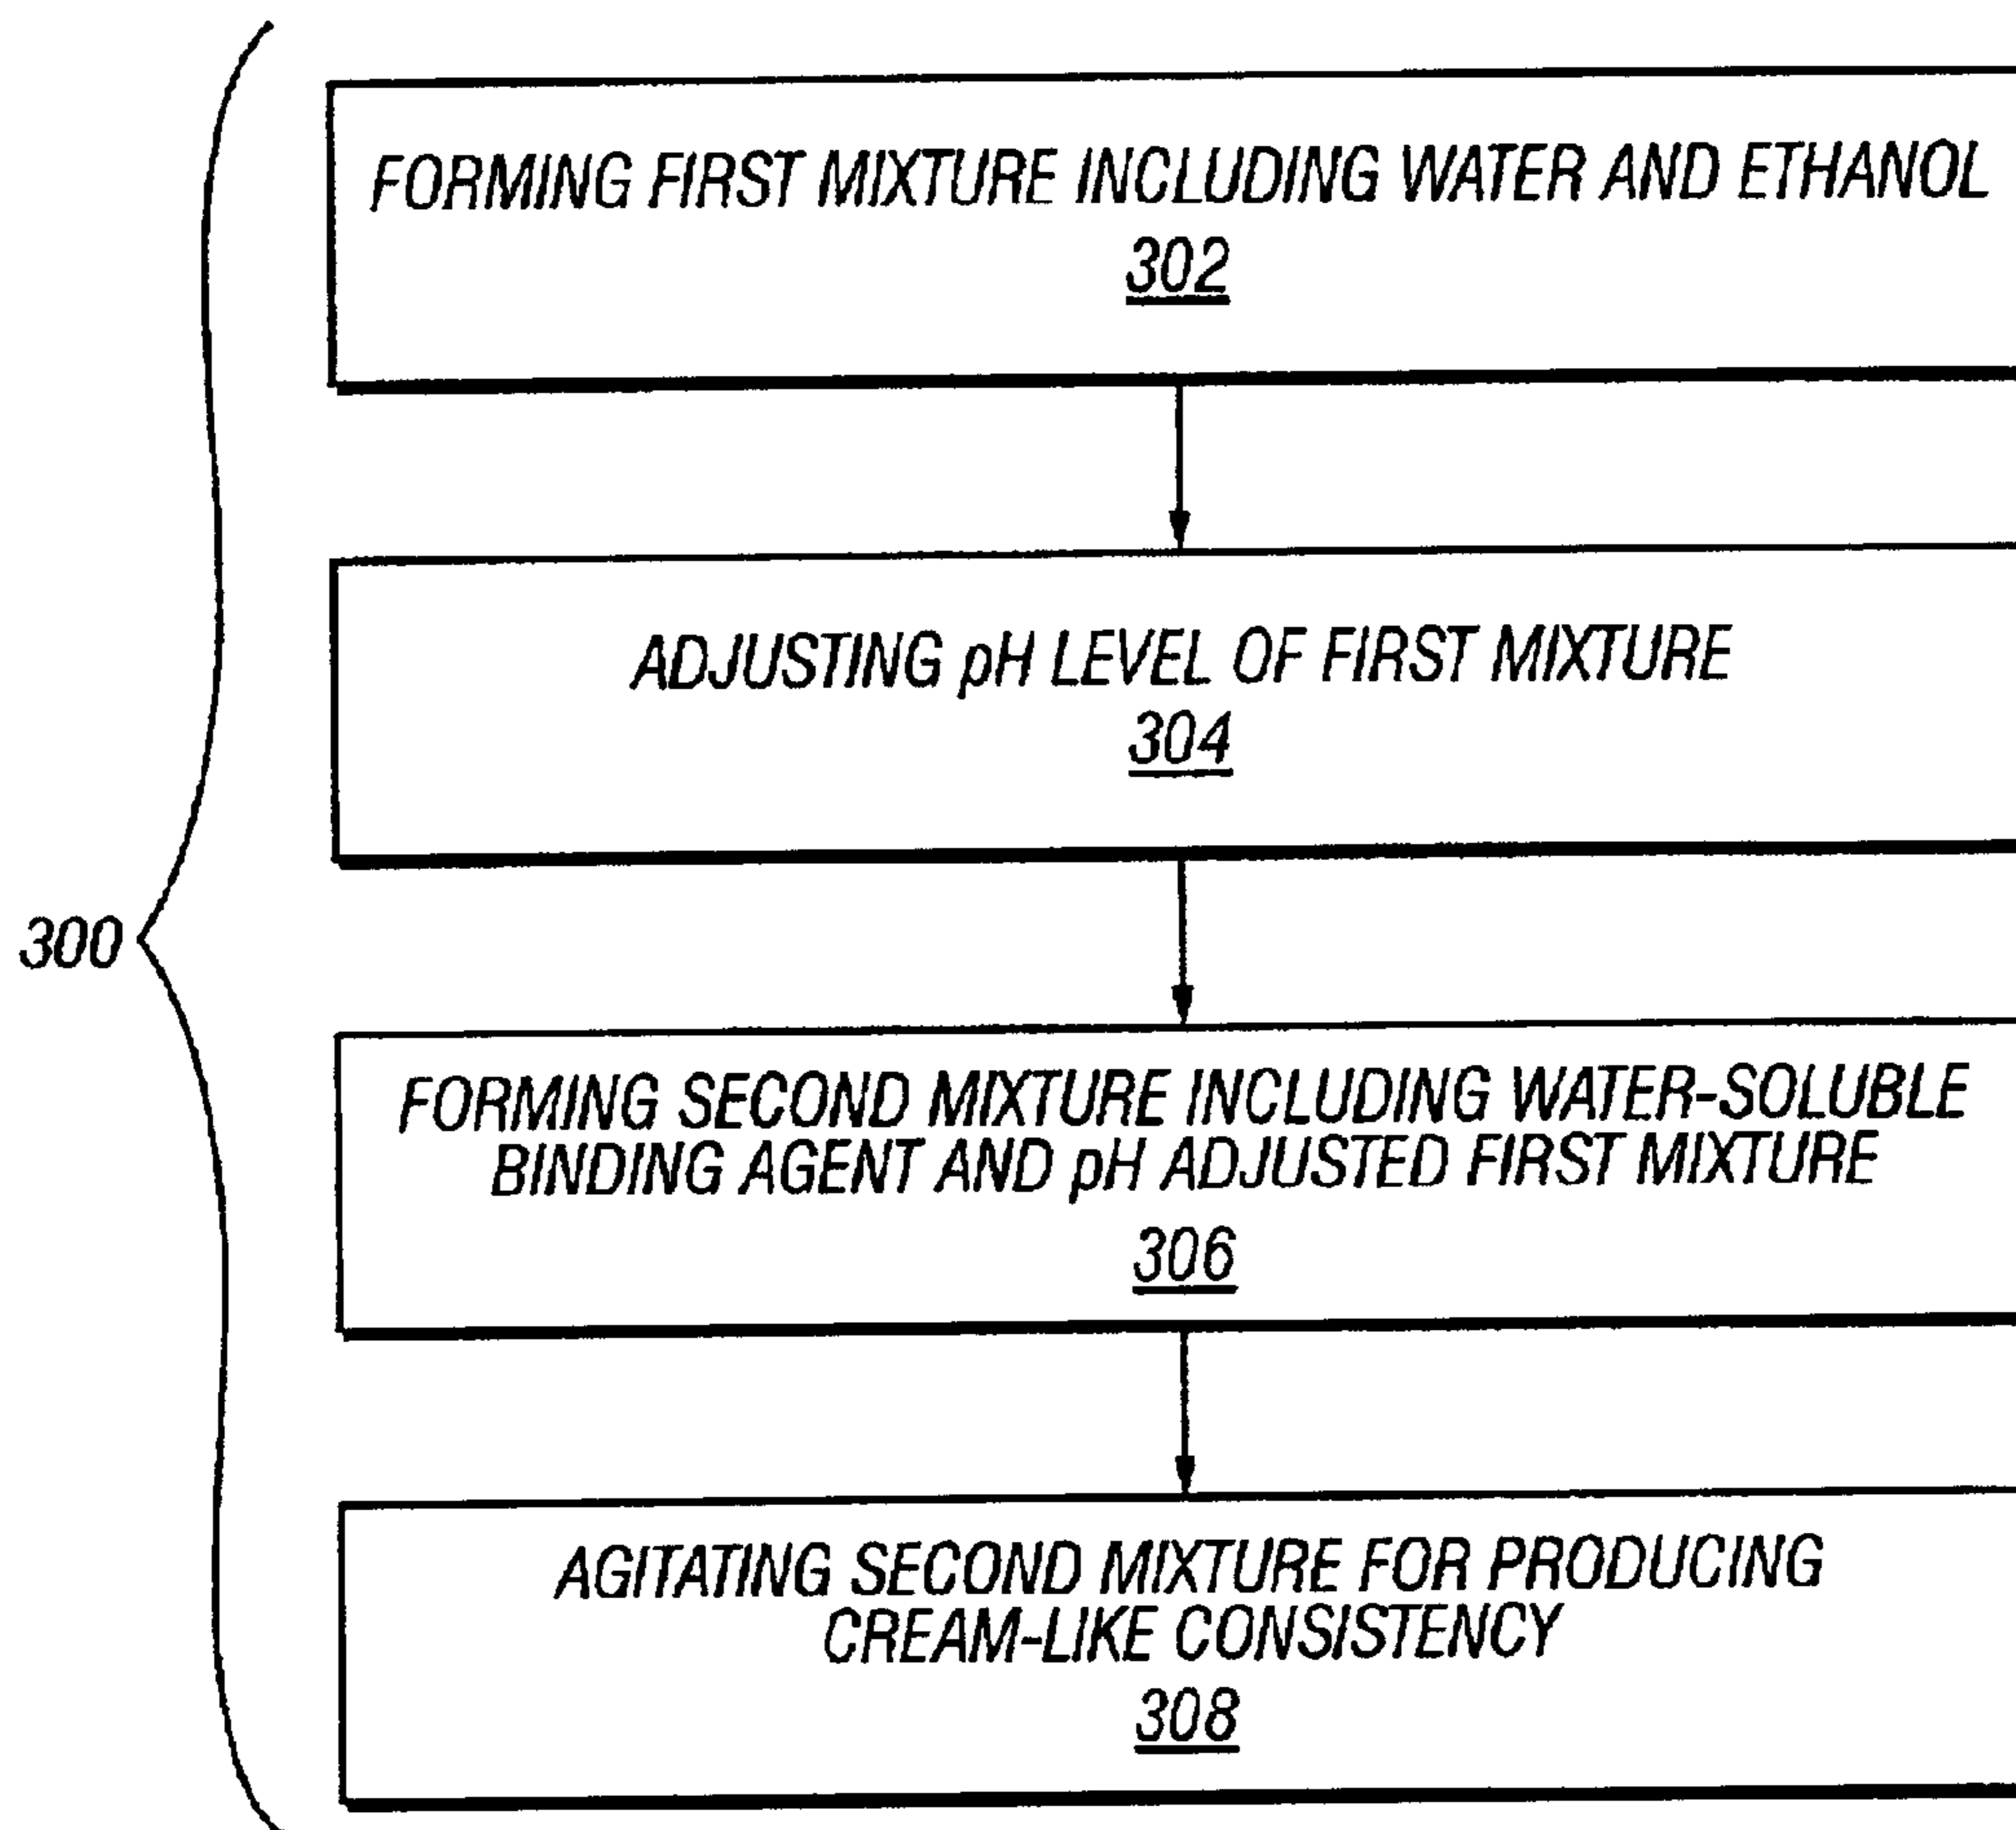 FORMING FIRST MIXTURE INCLUDING WATER AND ETHANOL
302
ADJUSTING pH LEVEL OF FIRST MIXTURE
304
300
FORMING SECOND MIXTURE INCLUDING WATER-SOLUBLE
BINDING AGENT AND pH ADJUSTED FIRST MIXTURE
306
AGITATING SECOND MIXTURE FOR PRODUCING
CREAM-LIKE CONSISTENCY
308